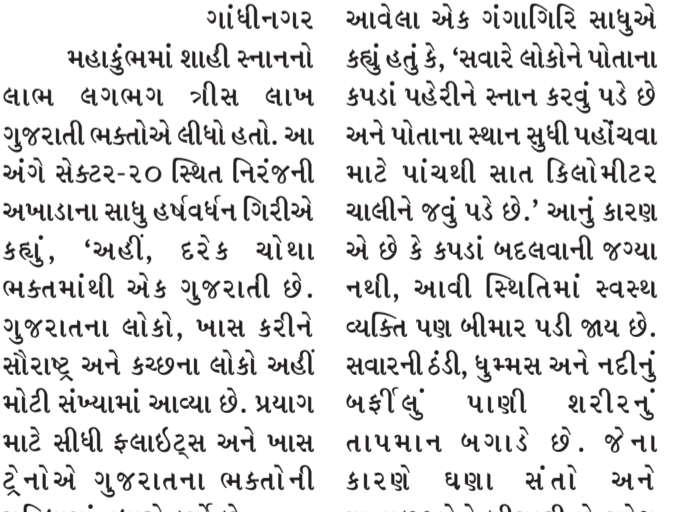 ગાંધીનગર
મહાકુંભમાં શાહી સ્નાનનો
લાભ લગભગ ત્રીસ લાખ
ગુજરાતી ભક્તોએ લીધો હતો. આ
અંગે સેક્ટર-૨૦ સ્થિત નિરંજની
અખાડાના સાધુ હર્ષવર્ધન ગિરીએ
કહ્યું, ‘અહીં, દરેક ચોથા
ભક્તમાંથી એક ગુજરાતી છે.
ગુજરાતના લોકો, ખાસ કરીને
સૌરાષ્ટ્ર અને કચ્છના લોકો અહીં
મોટી સંખ્યામાં આવ્યા છે. પ્રયાગ
માટે સીધી ફ્લાઇટ્સ અને ખાસ
ટ્રેનોએ ગુજરાતના ભક્તોની
આવેલા એક ગંગાગિરિ સાધુએ
કહ્યું હતું કે, ‘સવારે લોકોને પોતાના
કપડાં પહેરીને સ્નાન કરવું પડે છે
અને પોતાના સ્થાન સુધી પહોંચવા
માટે પાંચથી સાત કિલોમીટર
ચાલીને જવું પડે છે.’ આનું કારણ
એ છે કે કપડાં બદલવાની જગ્યા
નથી, આવી સ્થિતિમાં સ્વસ્થ
વ્યક્તિ પણ બીમાર પડી જાય છે.
સવારની ઠંડી, ધુમ્મસ અને નદીનું
બર્ફીલું પાણી શરીરનું
તાપમાન બગાડે છે. જેના
કારણે ઘણા સંતો અને